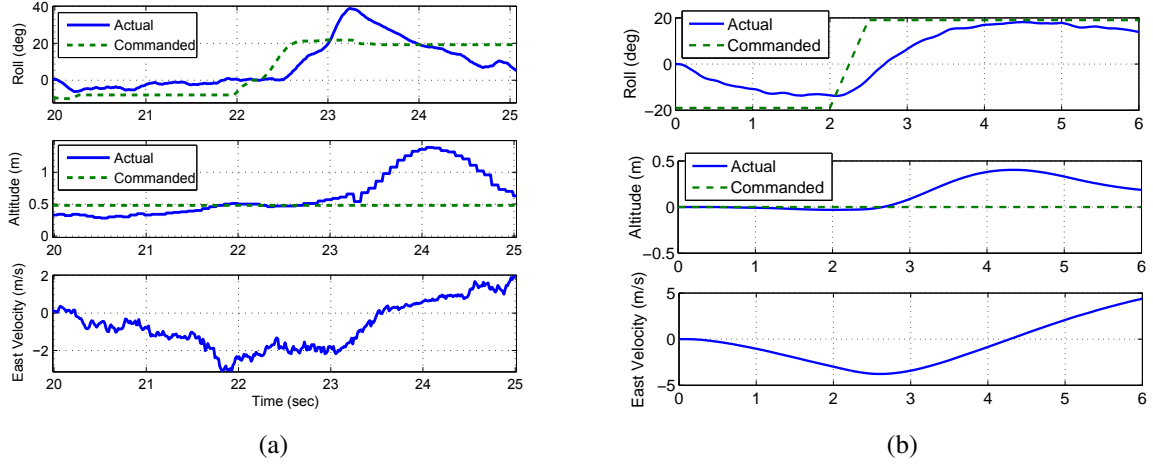 Roll (deg)
40
20
0
Actual
Commanded
20 21 22 23 24 25
Altitude (m)
1
0.5
0
Actual
Commanded
20 21 22 23 24 25
East Velocity (m/s)
2
0
−2
20 21 22 23 24 25
Time (sec)
(a)
Roll (deg)
20
0
−20
Actual
Commanded
0 1 2 3 4 5 6
Altitude (m)
0.5
0
−0.5
Actual
Commanded
0 1 2 3 4 5 6
East Velocity (m/s)
5
0
−5
0 1 2 3 4 5 6
(b)